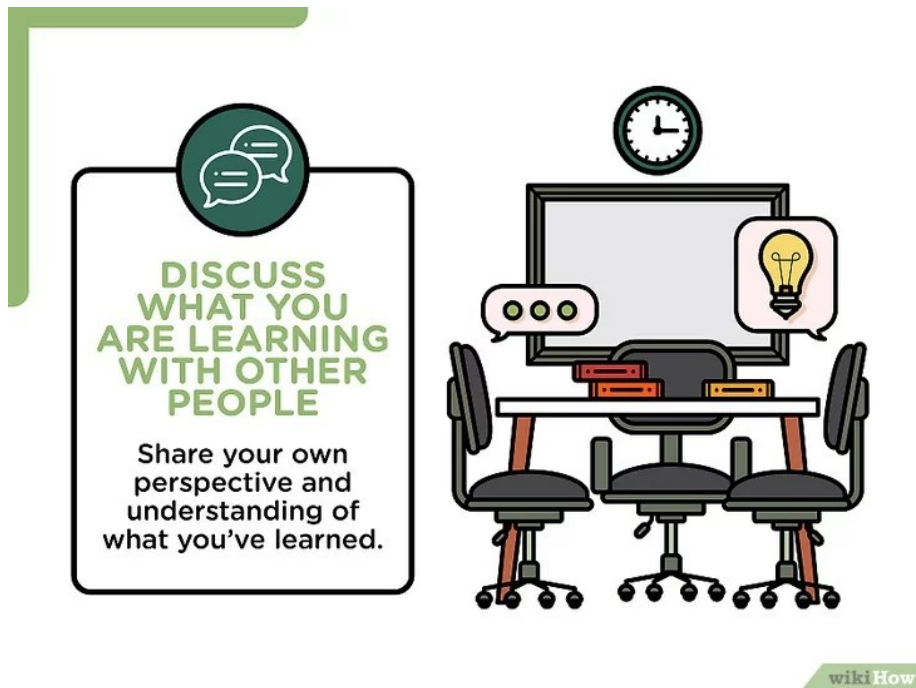 DISCUSS
WHAT YOU
ARE LEARNING
WITH OTHER
PEOPLE
Share your own
perspective and
understanding of
what you've learned.
wikiHow